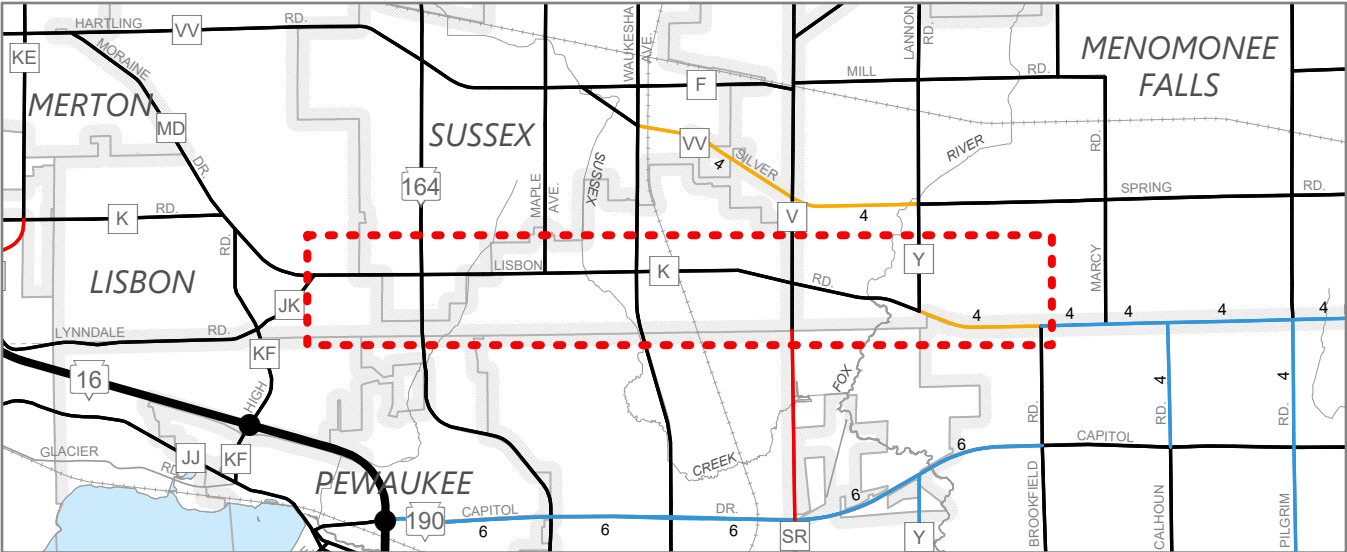 HARTLING
RD.
VV
KE
MORAINE
MERTON
MD
DR.
K
RD.
RD.
LISBON
JK
LYNNDALE
RD.
KF
16
HIGH
GLACIER
RD.
JJ
KF
PEWAUKEE
190
CAPITOL
DR.
6
6
6
6
6
164
SUSSEX
MAPLE
AVE.
SUSSEX
WAUKESHA
AVE.
F
VV
4
SILVER
V
4
LISBON
K
RD.
CREEK
FOX
SR
Y
LANNON
RD.
MILL
RD.
RIVER
Y
4
SPRING
RD.
MENOMONEE
FALLS
RD.
MARCY
4
4
4
4
4
4
RD.
RD.
RD.
CAPITOL
BROOKFIELD
CALHOUN
PILGRIM